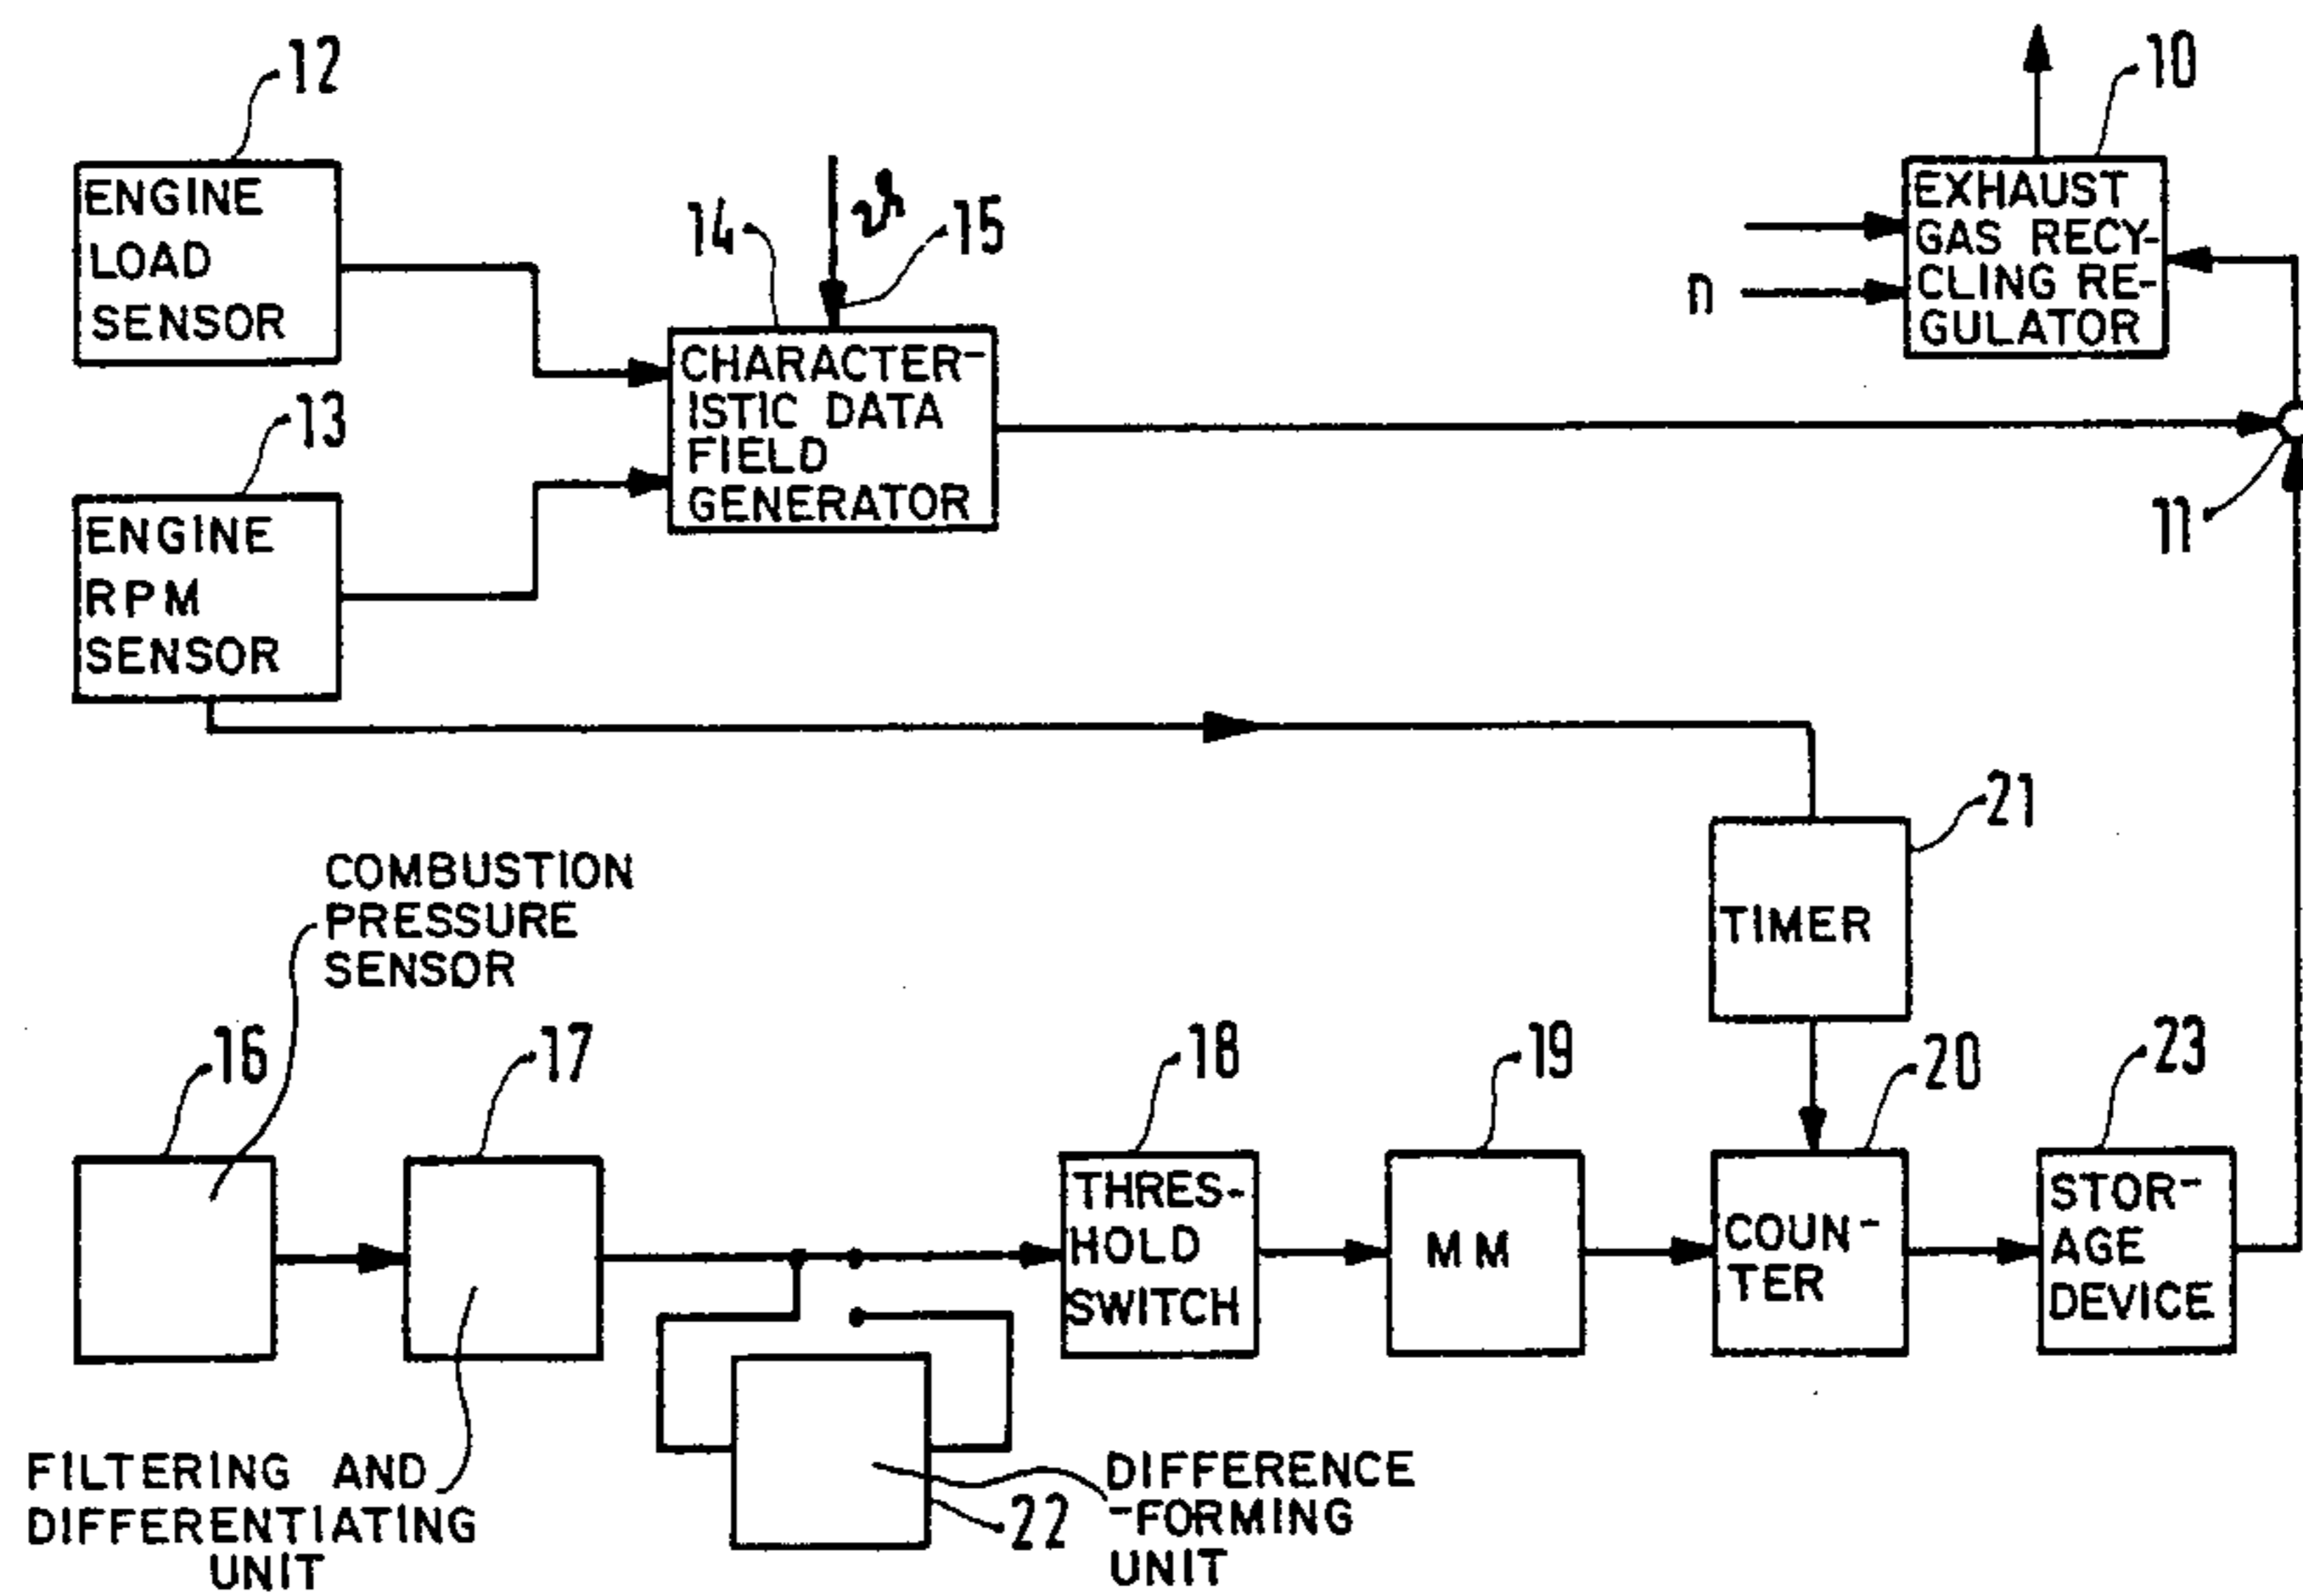 12
ENGINE
LOAD
SENSOR
13
ENGINE
RPM
SENSOR
14
ϑ
15
CHARACTER-
ISTIC DATA
FIELD
GENERATOR
10
EXHAUST
GAS RECY-
CLING RE-
GULATOR
n
11
21
TIMER
COMBUSTION
PRESSURE
SENSOR
16
17
18
THRES-
HOLD
SWITCH
19
MM
20
COUN-
TER
23
STOR-
AGE
DEVICE
FILTERING AND
DIFFERENTIATING
UNIT
22
DIFFERENCE
-FORMING
UNIT